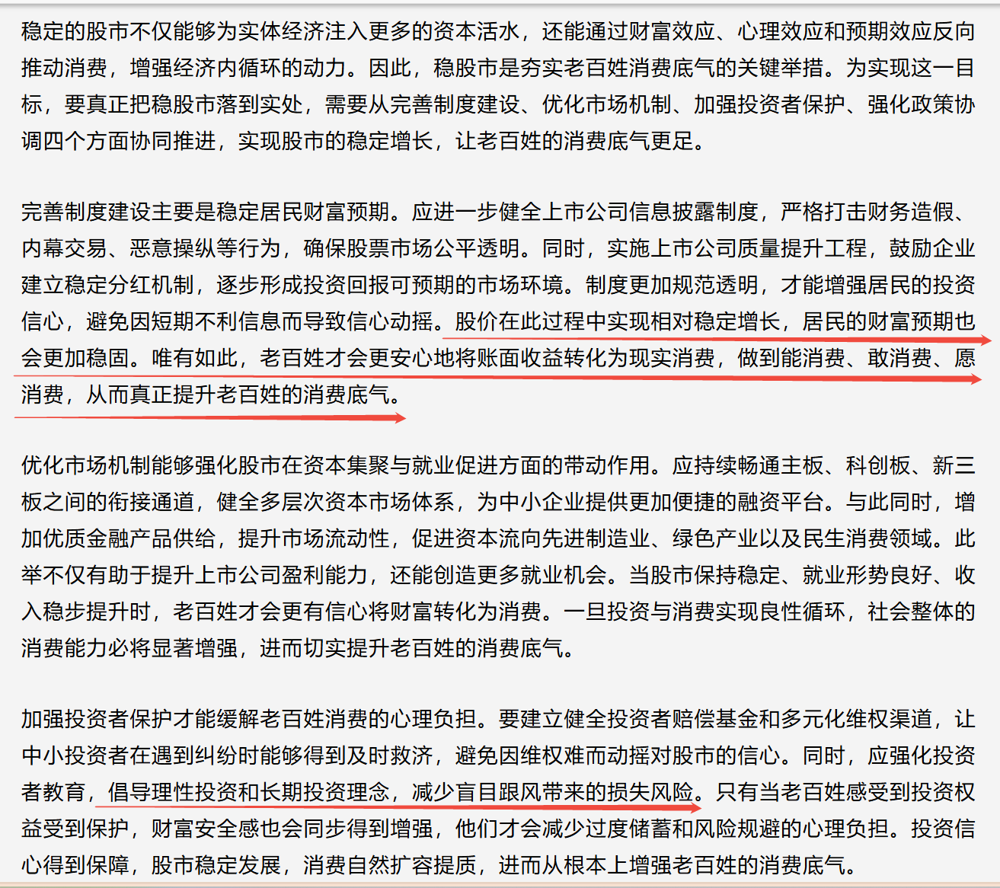 稳定的股市不仅能够为实体经济注入更多的资本活水，还能通过财富效应、心理效应和预期效应反向
推动消费，增强经济内循环的动力。因此，稳股市是夯实老百姓消费底气的关键举措。为实现这一目
标，要真正把稳股市落到实处，需要从完善制度建设、优化市场机制、加强投资者保护、强化政策协
调四个方面协同推进，实现股市的稳定增长，让老百姓的消费底气更足。
完善制度建设主要是稳定居民财富预期。应进一步健全上市公司信息披露制度，严格打击财务造假、
内幕交易、恶意操纵等行为，确保股票市场公平透明。同时，实施上市公司质量提升工程，鼓励企业
建立稳定分红机制，逐步形成投资回报可预期的市场环境。制度更加规范透明，才能增强居民的投资
信心，避免因短期不利信息而导致信心动摇。股价在此过程中实现相对稳定增长，居民的财富预期也
会更加稳固。唯有如此，老百姓才会更安心地将账面收益转化为现实消费，做到能消费、敢消费、愿
消费，从而真正提升老百姓的消费底气。
优化市场机制能够强化股市在资本集聚与就业促进方面的带动作用。应持续畅通主板、科创板、新三
板之间的衔接通道，健全多层次资本市场体系，为中小企业提供更加便捷的融资平台。与此同时，增
加优质金融产品供给，提升市场流动性，促进资本流向先进制造业、绿色产业以及民生消费领域。此
举不仅有助于提升上市公司盈利能力，还能创造更多就业机会。当股市保持稳定、就业形势良好、收
入稳步提升时，老百姓才会更有信心将财富转化为消费。一旦投资与消费实现良性循环，社会整体的
消费能力必将显著增强，进而切实提升老百姓的消费底气。
加强投资者保护才能缓解老百姓消费的心理负担。要建立健全投资者赔偿基金和多元化维权渠道，让
中小投资者在遇到纠纷时能够得到及时救济，避免因维权难而动摇对股市的信心。同时，应强化投资
者教育，倡导理性投资和长期投资理念，减少盲目跟风带来的损失风险。只有当老百姓感受到投资权
益受到保护，财富安全感也会同步得到增强，他们才会减少过度储蓄和风险规避的心理负担。投资信
心得到保障，股市稳定发展，消费自然扩容提质，进而从根本上增强老百姓的消费底气。